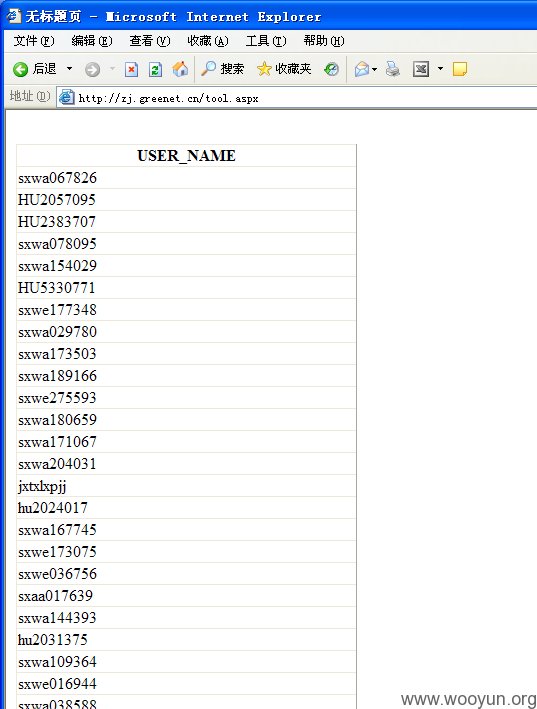 无标题页 - Microsoft Internet Explorer
文件(F) 编辑(E) 查看(V) 收藏(A) 工具(T) 帮助(H)
后退 搜索 收藏夹
地址(D) http://zj.greenet.cn/tool.aspx
USER_NAME
sxwa067826
HU2057095
HU2383707
sxwa078095
sxwa154029
HU5330771
sxwe177348
sxwa029780
sxwa173503
sxwa189166
sxwe275593
sxwa180659
sxwa171067
sxwa204031
jxtxlxpjj
hu2024017
sxwa167745
sxwe173075
sxwe036756
sxaa017639
sxwa144393
hu2031375
sxwa109364
sxwe016944
sxwa038588
www.wooyun.org